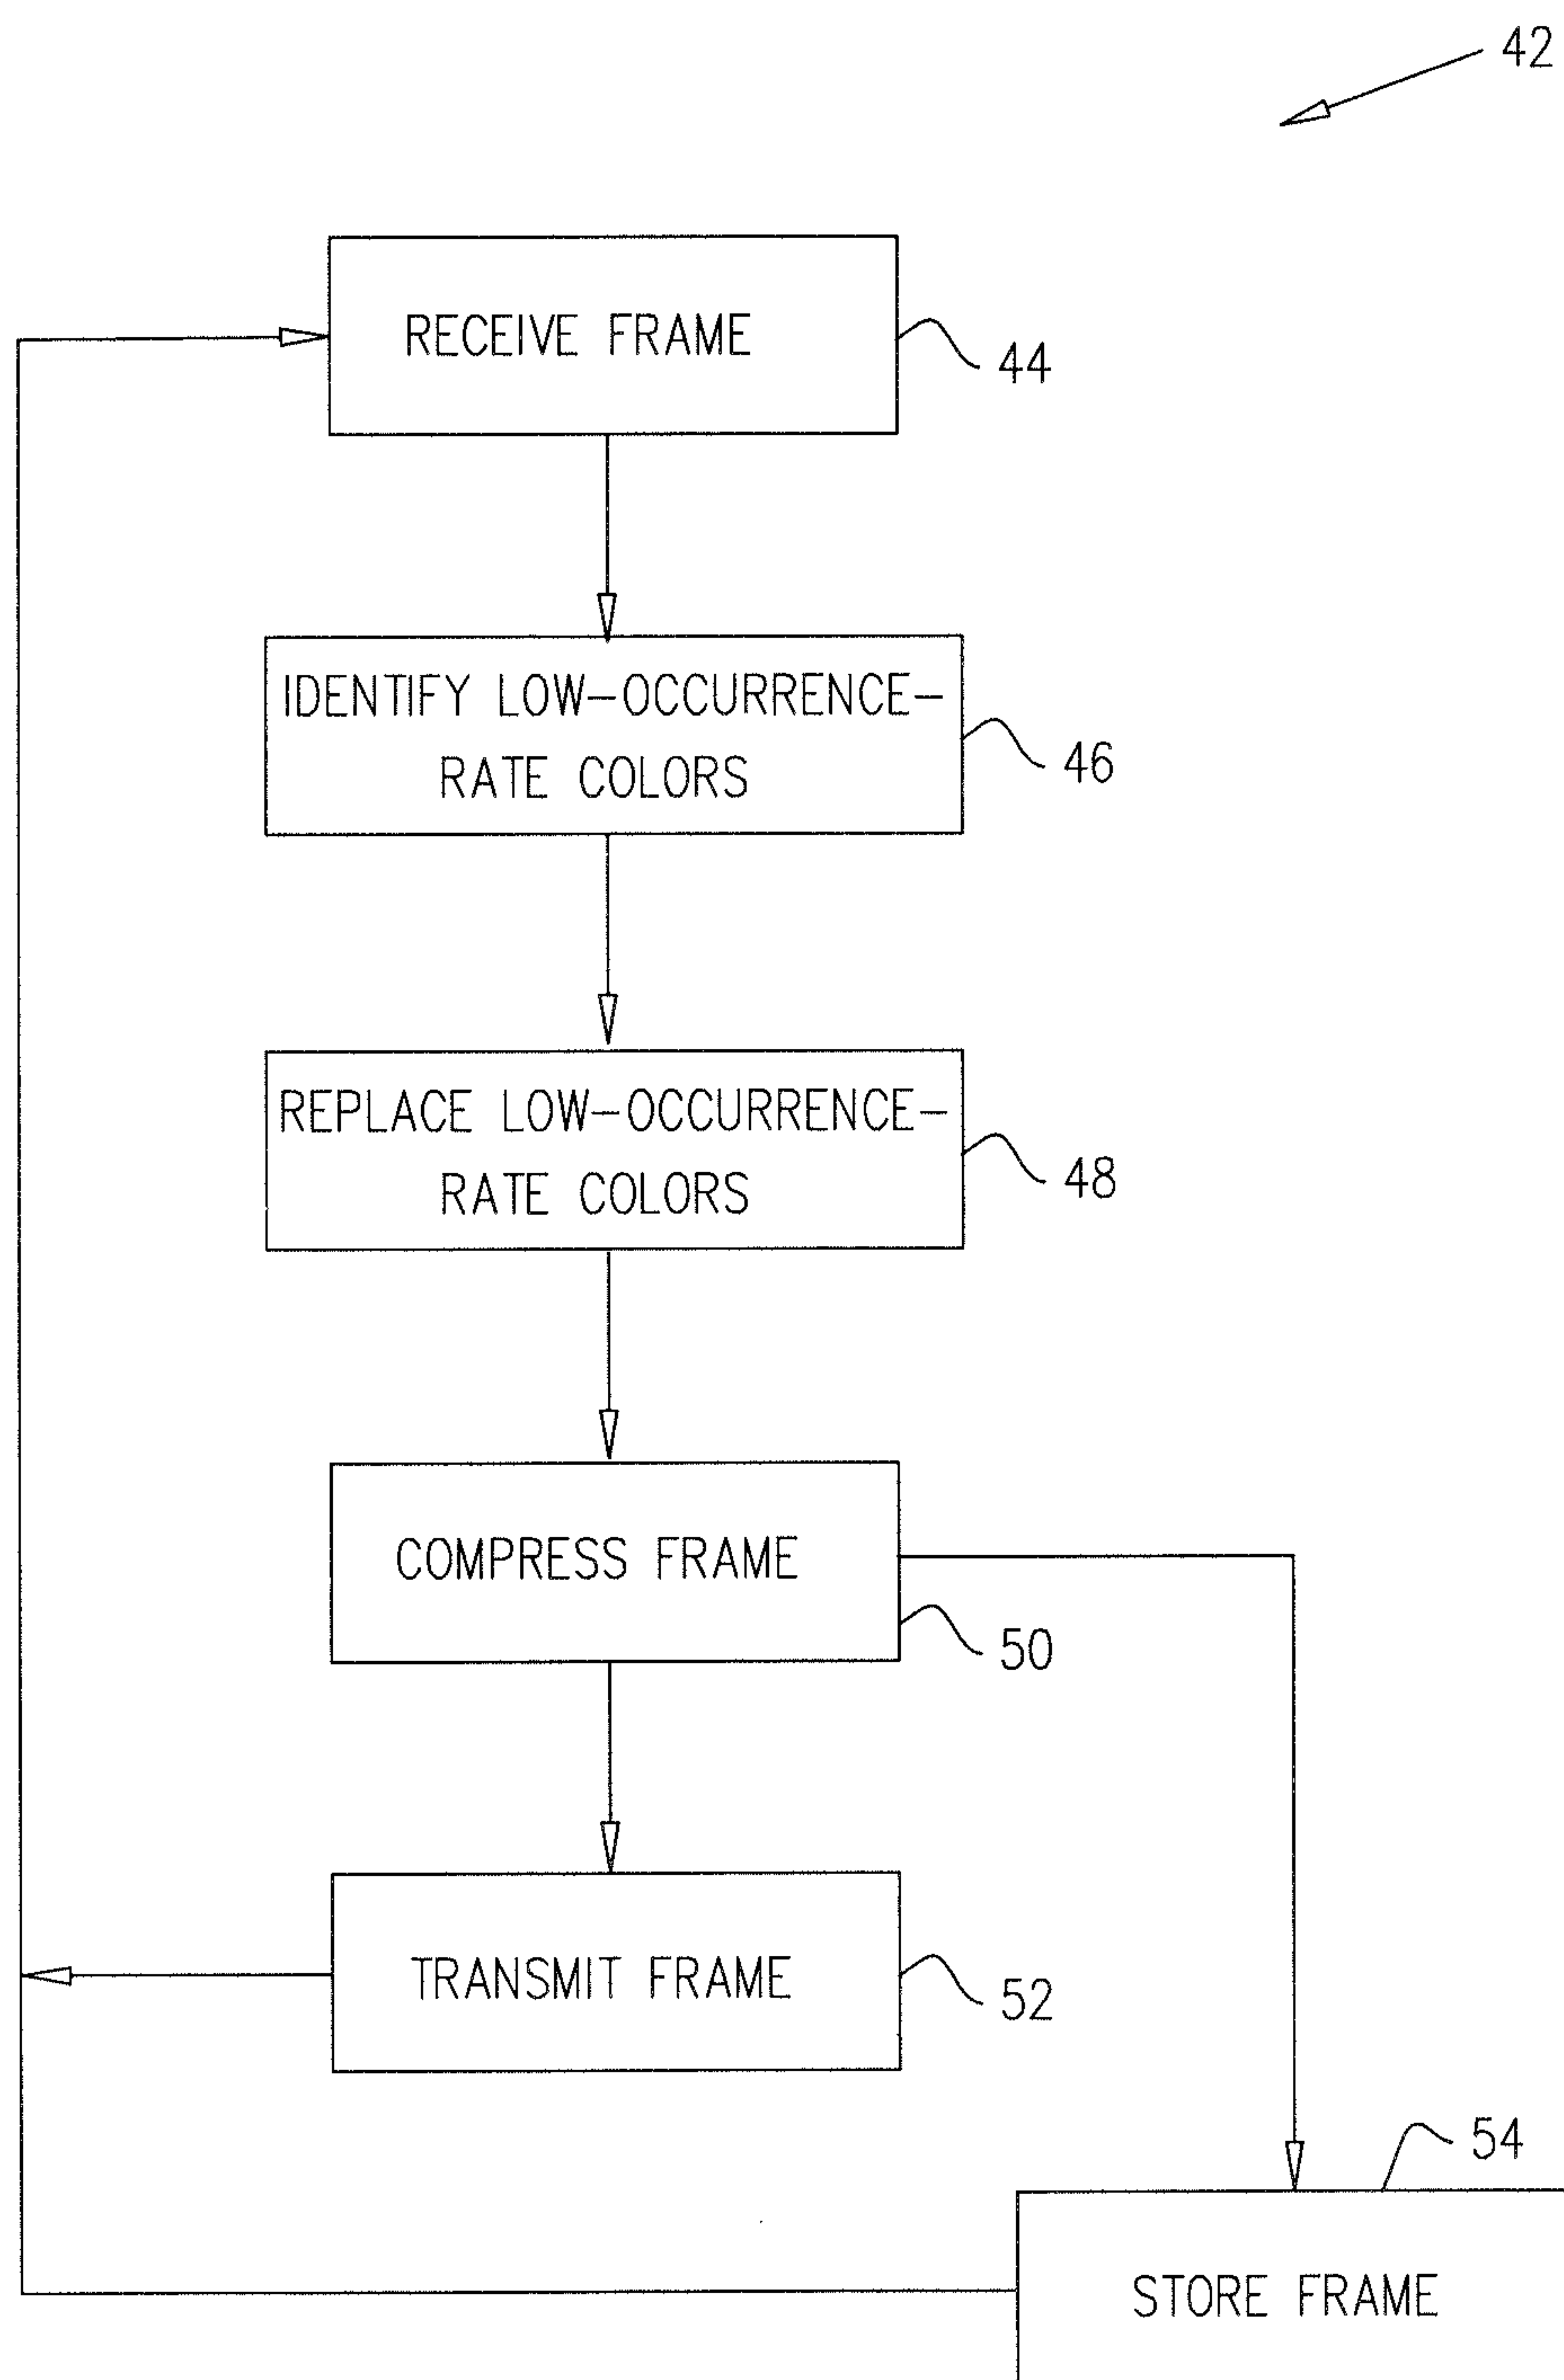 42
RECEIVE FRAME
44
IDENTIFY LOW-OCCURRENCE-
RATE COLORS
46
REPLACE LOW-OCCURRENCE-
RATE COLORS
48
COMPRESS FRAME
50
TRANSMIT FRAME
52
54
STORE FRAME